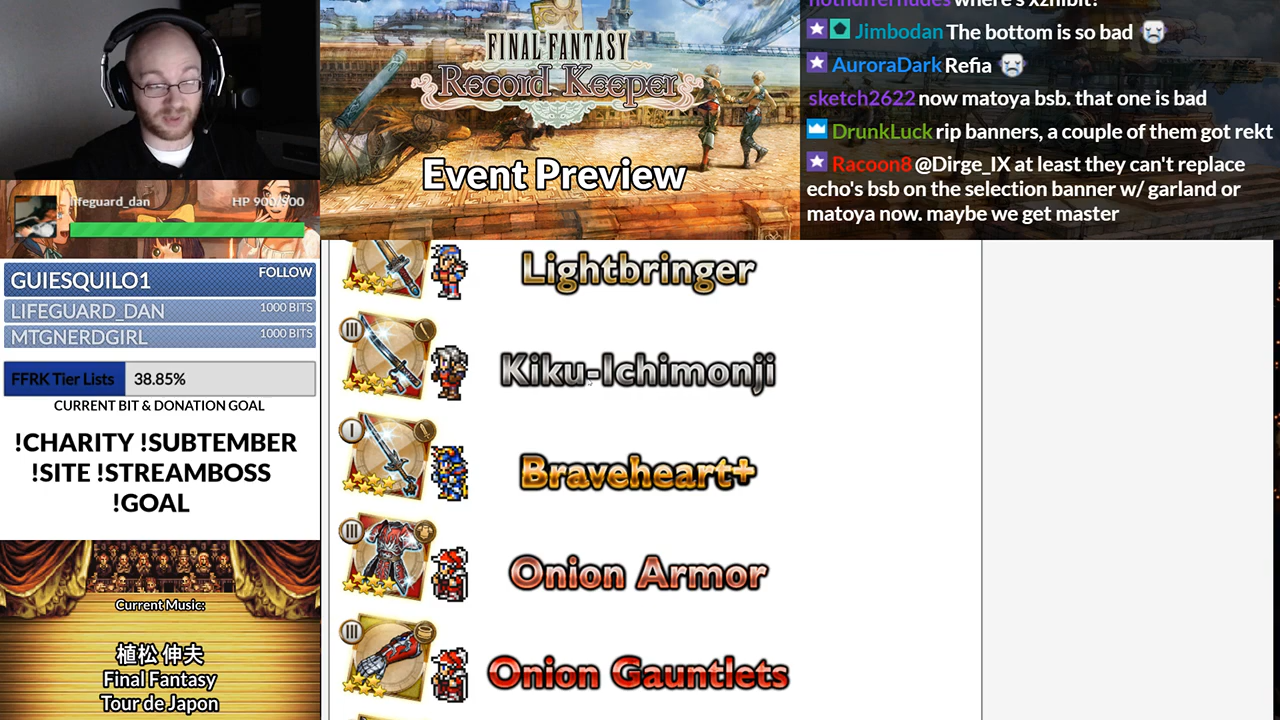 lifeguard_dan HP 900/900
GUIESQUILO1 FOLLOW
LIFEGUARD_DAN 1000 BITS
MTGNERDGIRL 1000 BITS
FFRK Tier Lists 38.85%
CURRENT BIT & DONATION GOAL
!CHARITY !SUBTEMBER
!SITE !STREAMBOSS
!GOAL
Current Music:
植松 伸夫
Final Fantasy
Tour de Japon
FINAL FANTASY
Record Keeper
Event Preview
where's xzhibit?
Jimbodan The bottom is so bad
AuroraDark Refia
sketch2622 now matoya bsb. that one is bad
DrunkLuck rip banners, a couple of them got rekt
Racoon8 @Dirge_IX at least they can't replace
echo's bsb on the selection banner w/ garland or
matoya now. maybe we get master
Lightbringer
III Kiku-Ichimonji
I Braveheart+
III Onion Armor
III Onion Gauntlets